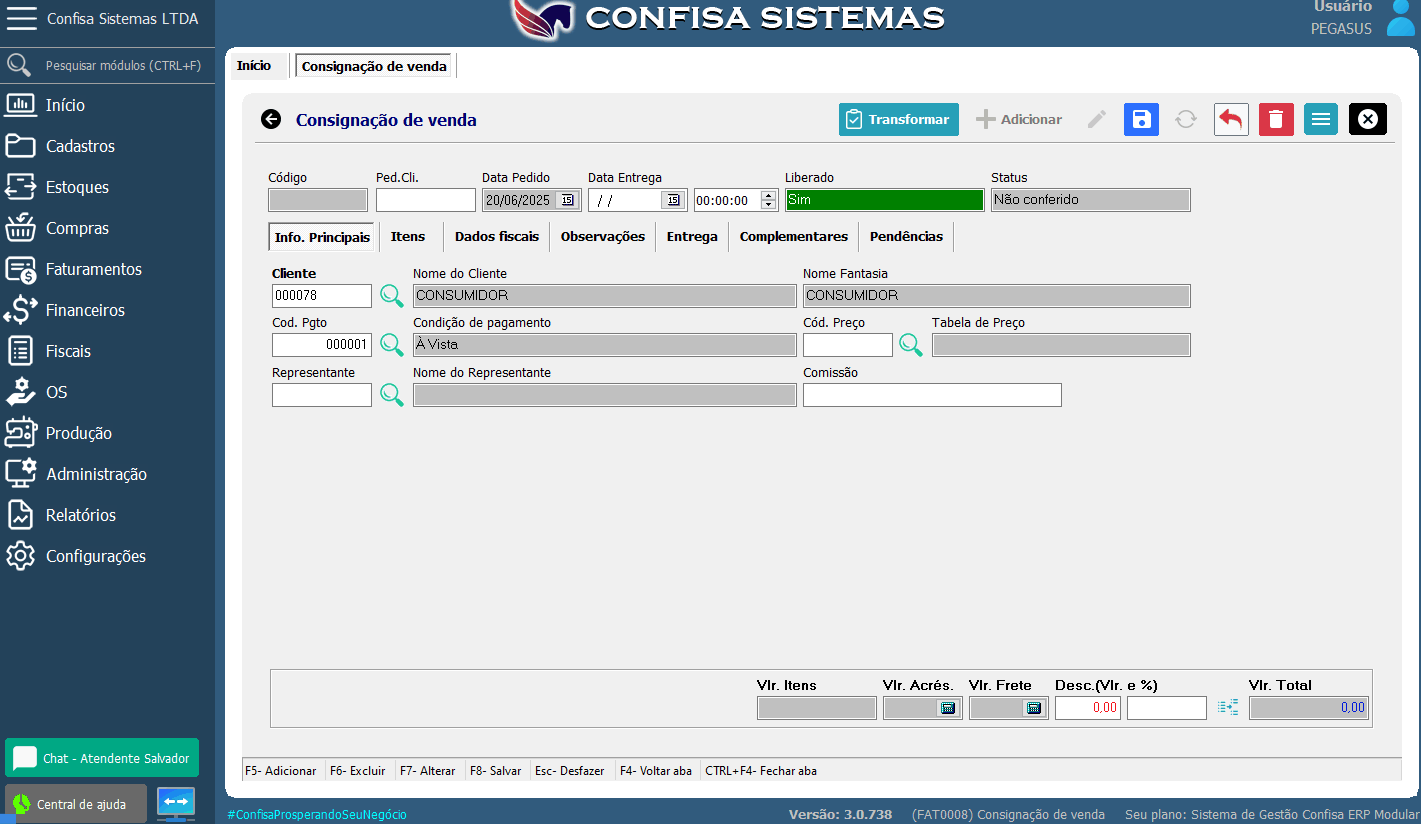 Confisa Sistemas LTDA
CONFISA SISTEMAS
Usuário
PEGASUS
Pesquisar módulos (CTRL+F)
Início
Cadastros
Estoques
Compras
Faturamentos
Financeiros
Fiscais
OS
Produção
Administração
Relatórios
Configurações
Chat - Atendente Salvador
Central de ajuda
Início Consignação de venda
Consignação de venda Transformar Adicionar
Código Ped.Cli. Data Pedido Data Entrega Liberado Status
20/06/2025 15 / / 15 00:00:00 Sim Não conferido
Info. Principais Itens Dados fiscais Observações Entrega Complementares Pendências
Cliente Nome do Cliente Nome Fantasia
000078 CONSUMIDOR CONSUMIDOR
Cod. Pgto Condição de pagamento Cód. Preço Tabela de Preço
000001 À Vista
Representante Nome do Representante Comissão
Vlr. Itens Vlr. Acrés. Vlr. Frete Desc.(Vlr. e %) Vlr. Total
0,00 0,00
F5- Adicionar F6- Excluir F7- Alterar F8- Salvar Esc- Desfazer F4- Voltar aba CTRL+F4- Fechar aba
#ConfisaProsperandoSeuNegócio Versão: 3.0.738 (FAT0008) Consignação de venda Seu plano: Sistema de Gestão Confisa ERP Modular